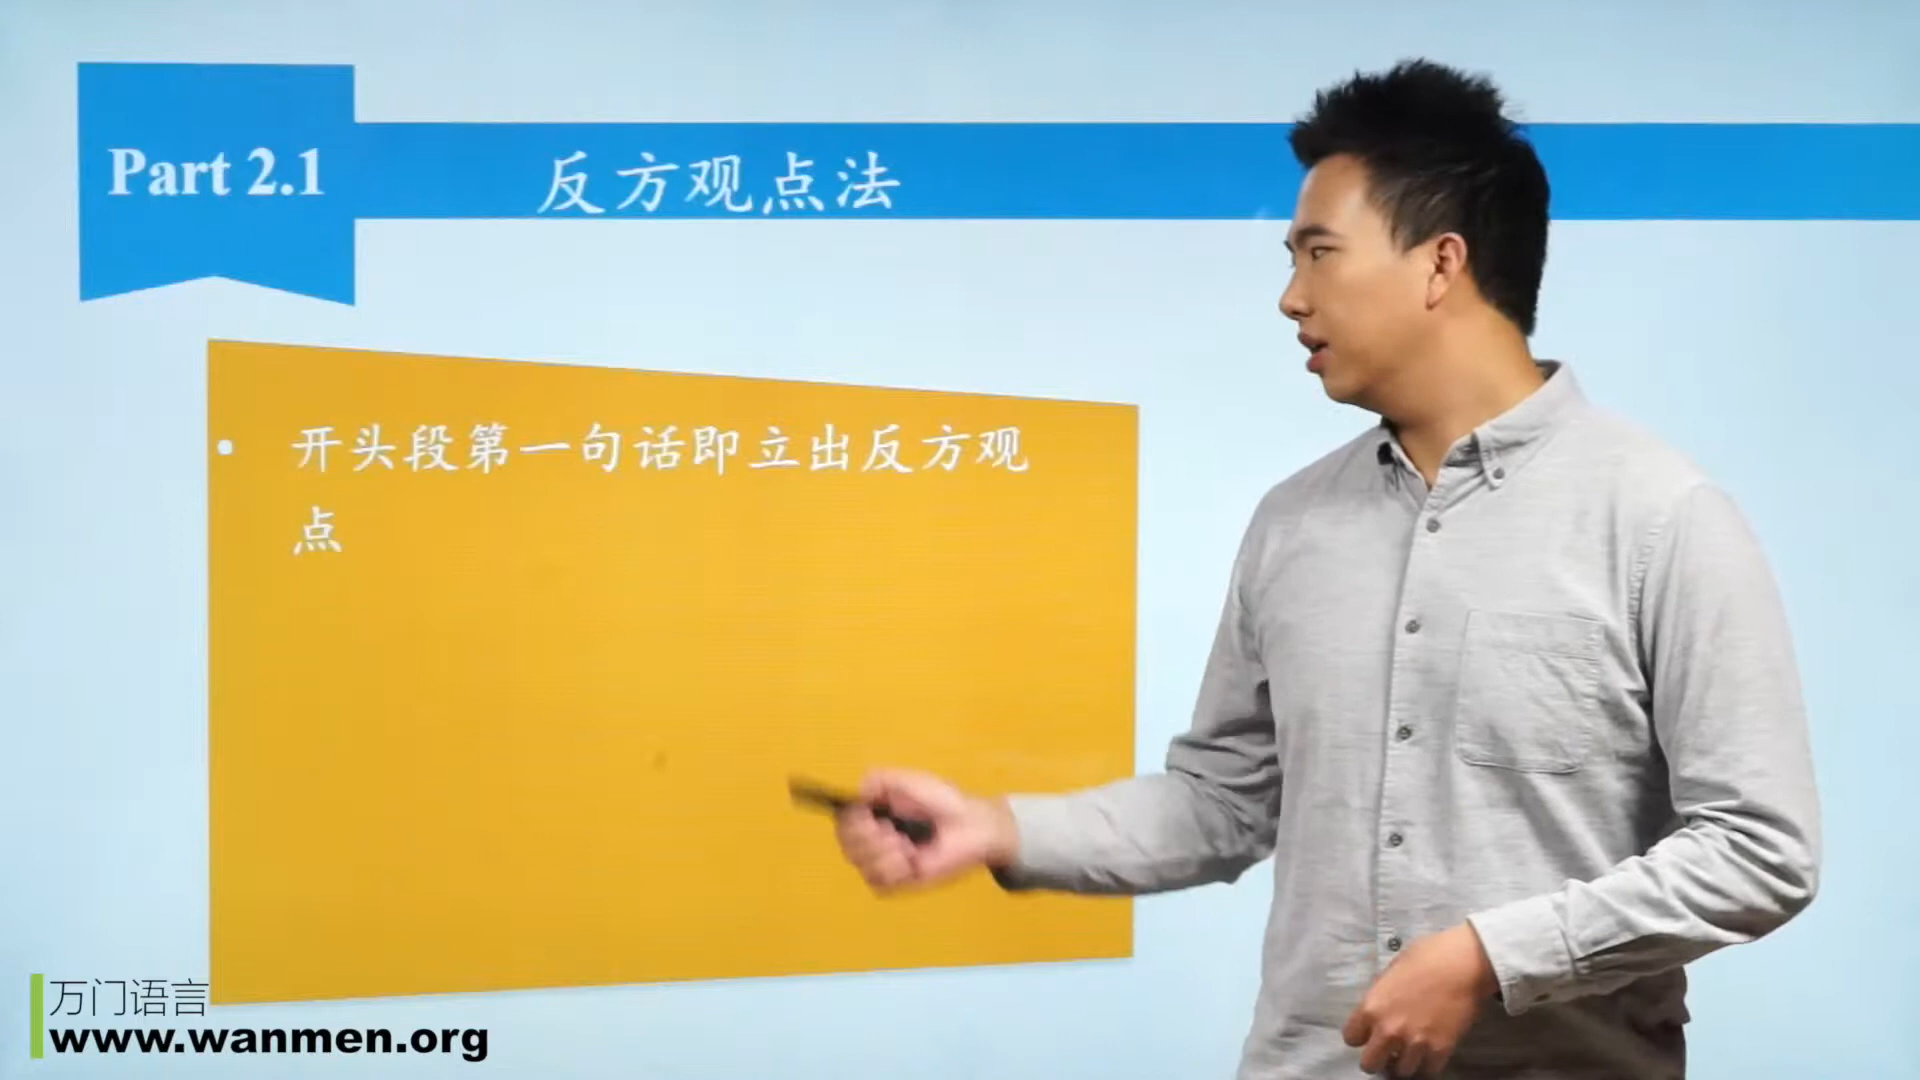 Part 2.1
反方观点法
开头段第一句话即立出反方观
点
万门语言
www.wanmen.org